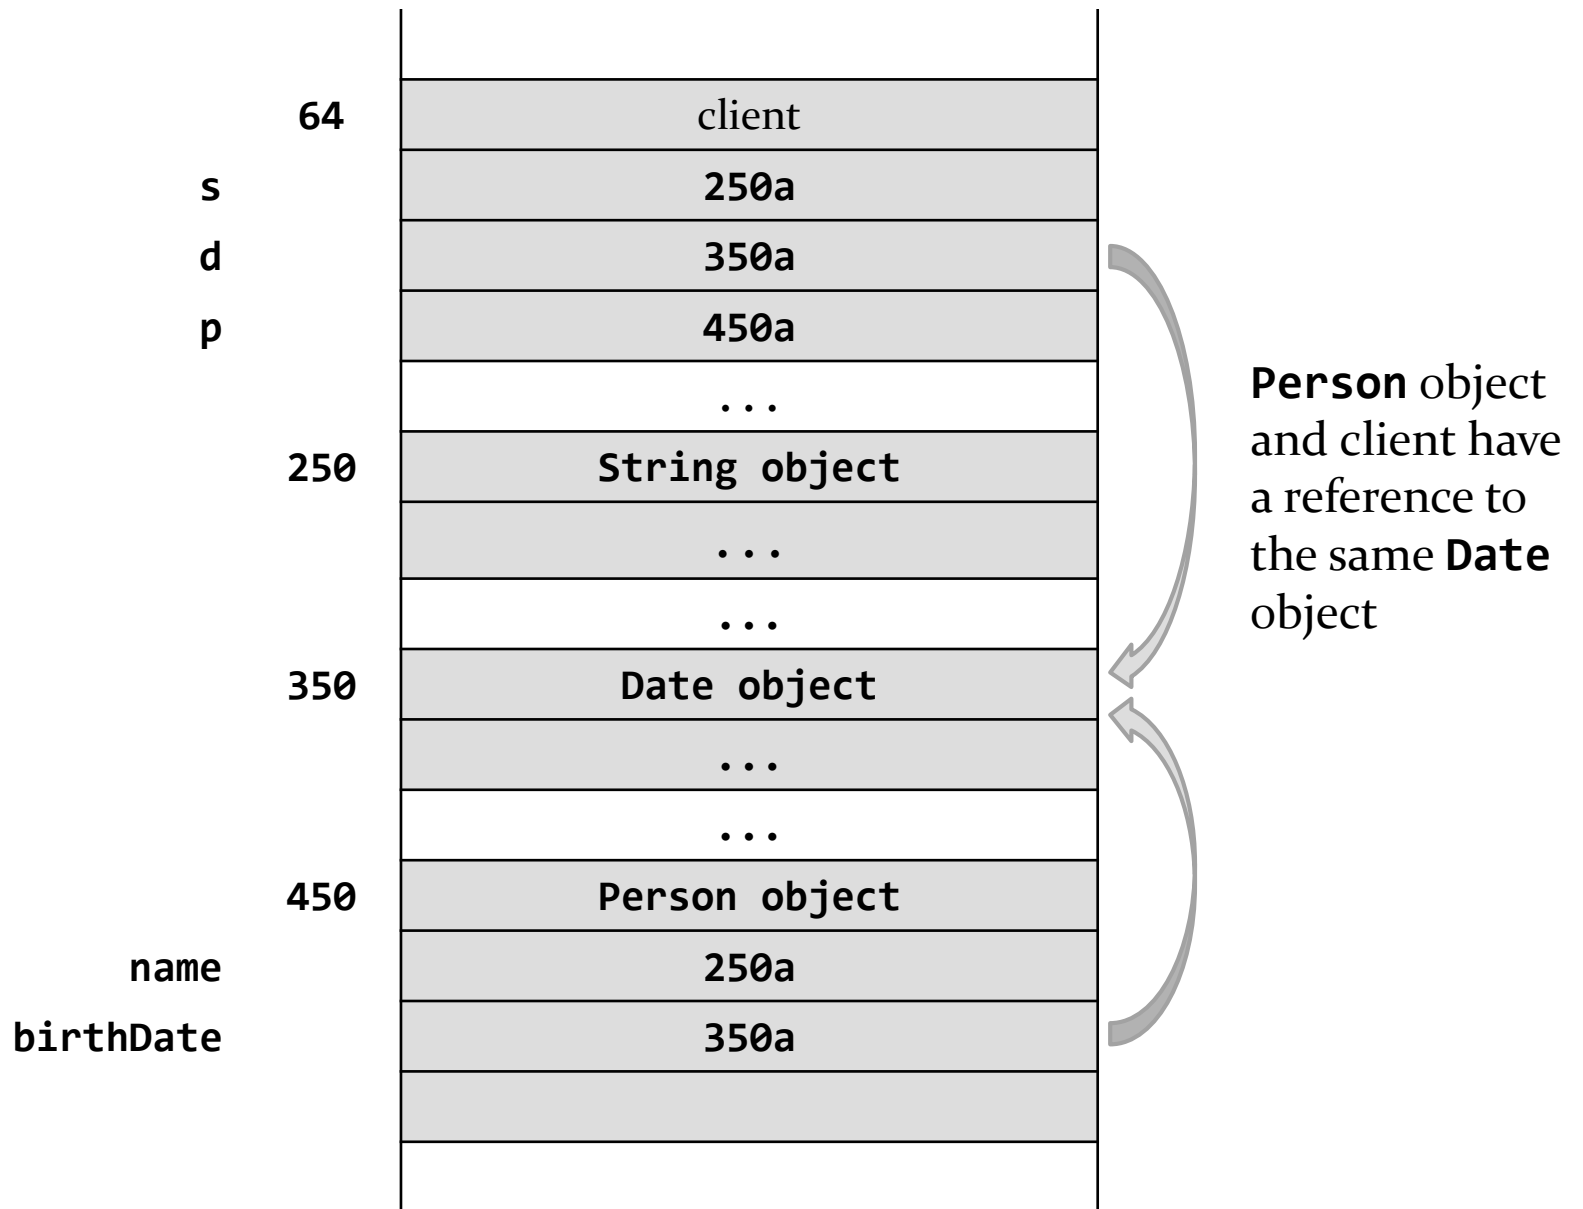 64 client
s 250a
d 350a
p 450a
...
250 String object
...
...
350 Date object
...
...
450 Person object
name 250a
birthDate 350a
Person object
and client have
a reference to
the same Date
object